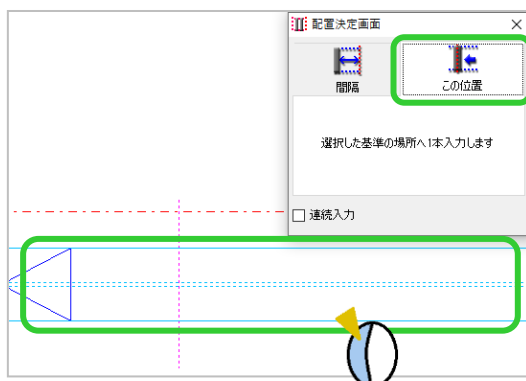 配置決定画面
間隔
この位置
選択した基準の場所へ1本入力します
連続入力